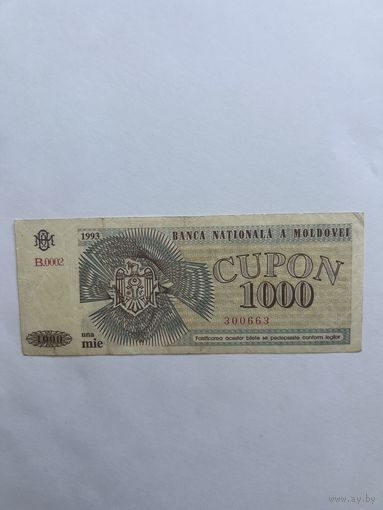 1993
BANCA NAȚIONALĂ A MOLDOVEI
B.0002
CUPON
1000
300663
1000
una
mie
Falsificarea acestor bilete se pedepsește conform legilor
www.ay.by